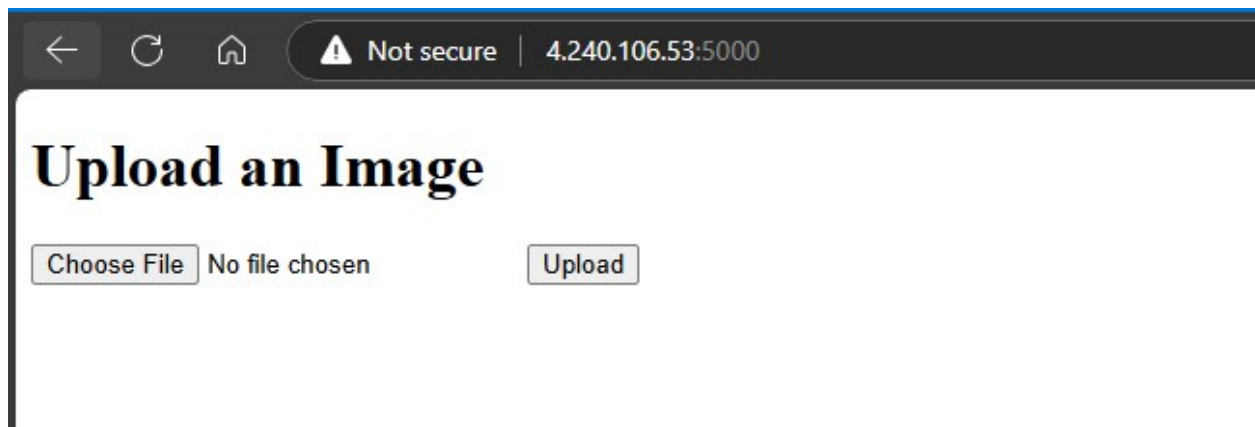 Not secure 4.240.106.53:5000
Upload an Image
Choose File No file chosen Upload